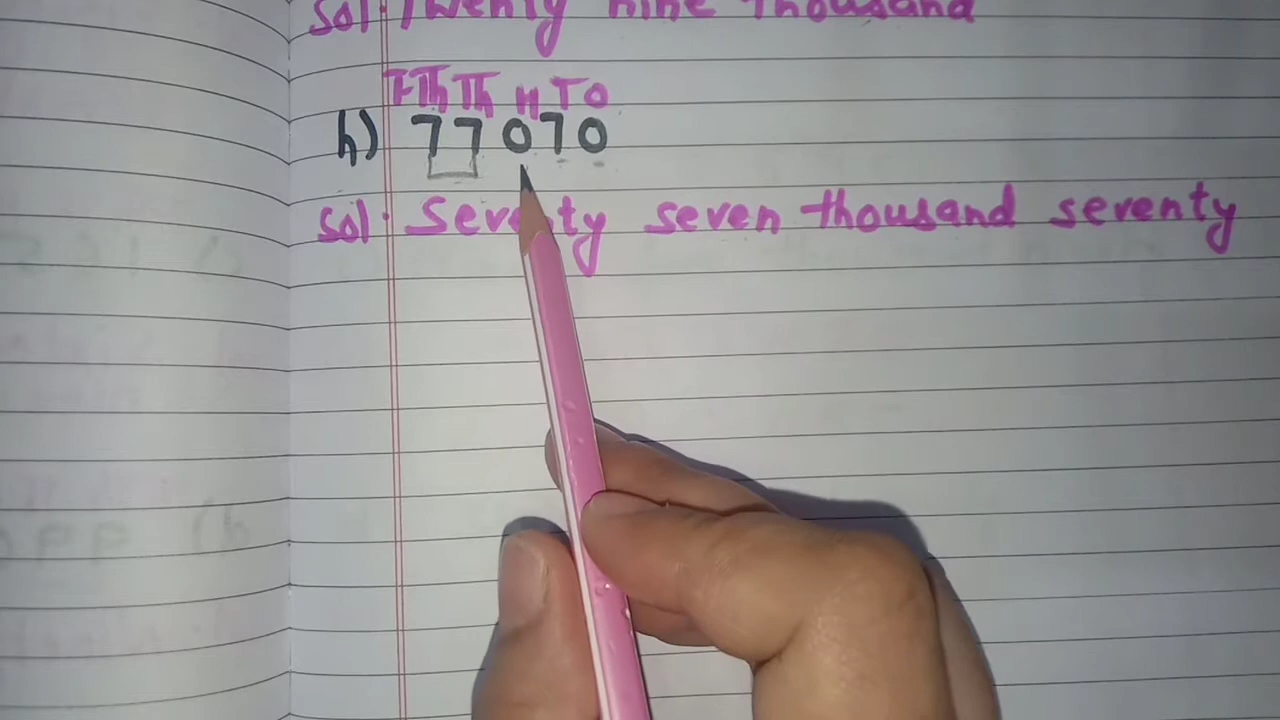 Sol. Twenty nine thousand
TTh Th H T O
h) 77070
Sol. Seventy seven thousand seventy